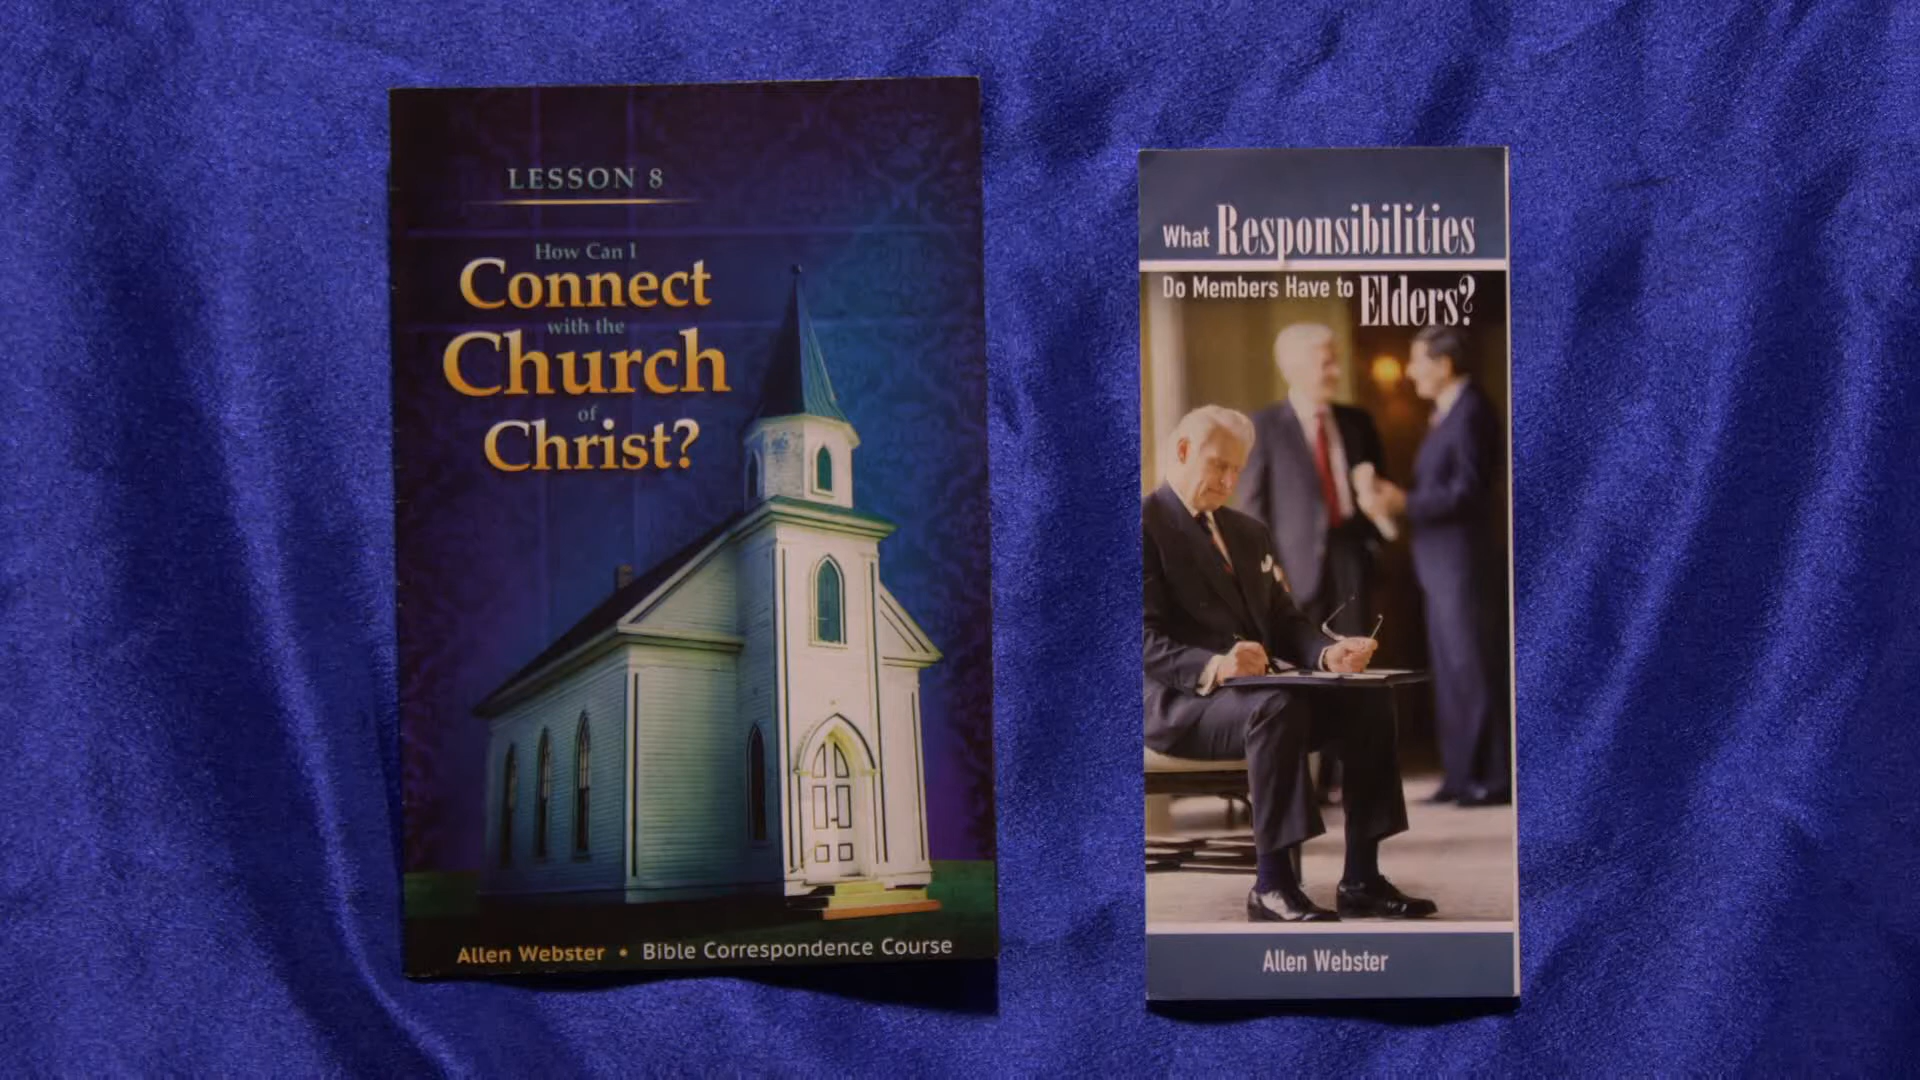 LESSON 8
How Can I
Connect
with the
Church
of
Christ?
Allen Webster • Bible Correspondence Course
What Responsibilities
Do Members Have to Elders?
Allen Webster